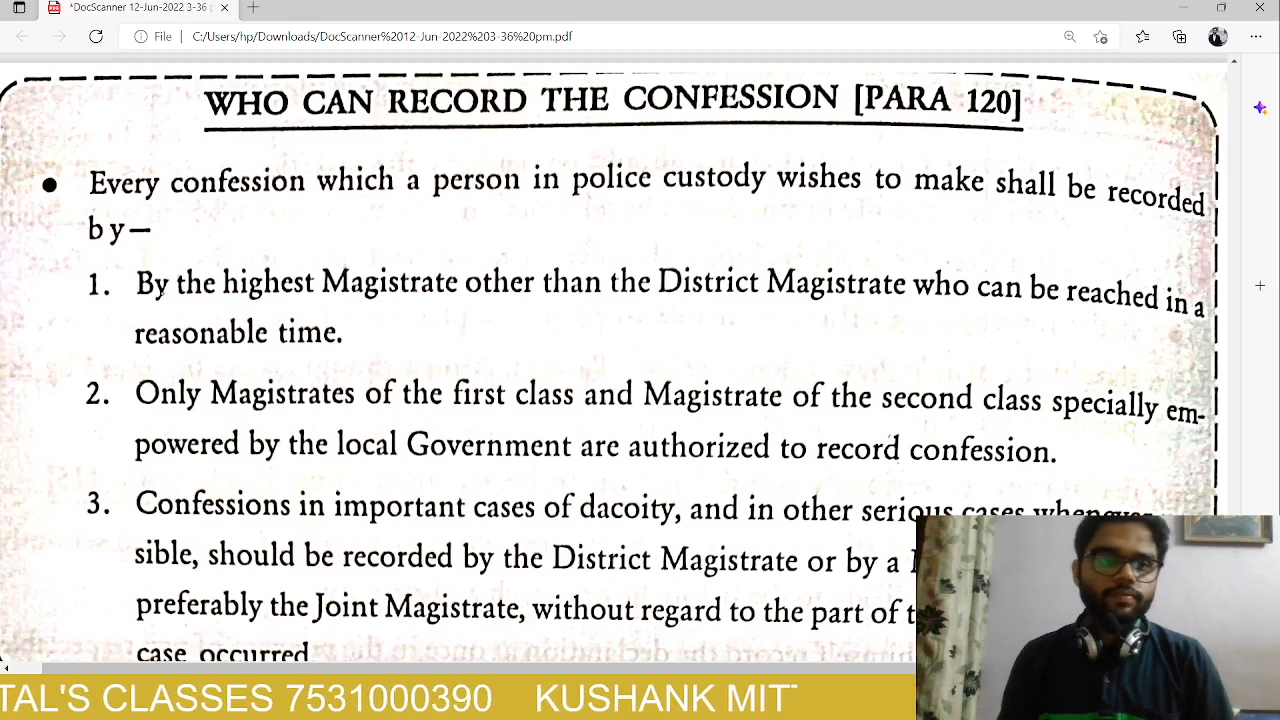 *DocScanner 12-Jun-2022 3-36 p
File
C:/Users/hp/Downloads/DocScanner%2012-Jun-2022%203-36%20pm.pdf
WHO CAN RECORD THE CONFESSION [PARA 120]
• Every confession which a person in police custody wishes to make shall be recorded
by—
1. By the highest Magistrate other than the District Magistrate who can be reached in a
reasonable time.
2. Only Magistrates of the first class and Magistrate of the second class specially em-
powered by the local Government are authorized to record confession.
3. Confessions in important cases of dacoity, and in other serious cases whenever
sible, should be recorded by the District Magistrate or by a
preferably the Joint Magistrate, without regard to the part of
case occurred
TAL'S CLASSES 7531000390 KUSHANK MIT